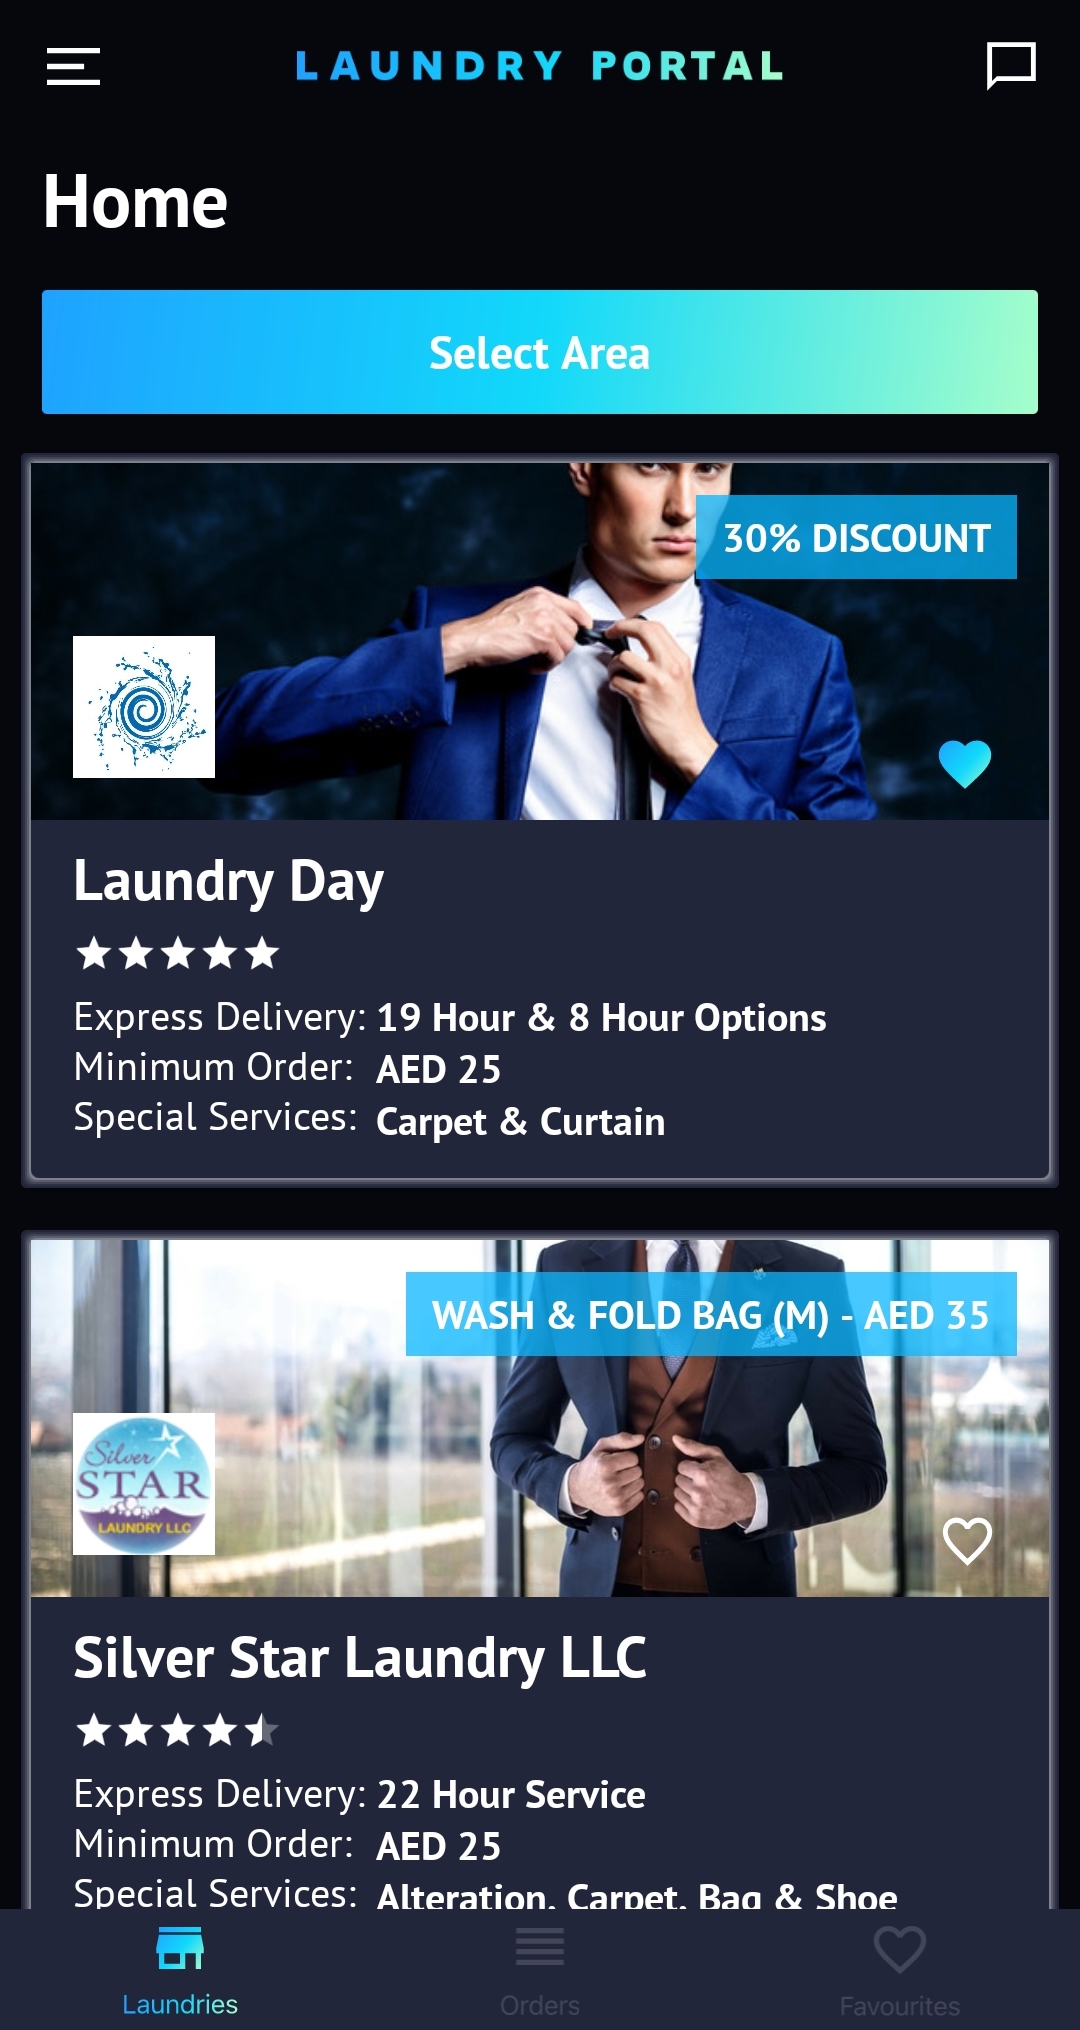 LAUNDRY PORTAL
Home
Select Area
30% DISCOUNT
Laundry Day
Express Delivery: 19 Hour & 8 Hour Options
Minimum Order: AED 25
Special Services: Carpet & Curtain
WASH & FOLD BAG (M) - AED 35
Silver
STAR
LAUNDRY LLC
Silver Star Laundry LLC
Express Delivery: 22 Hour Service
Minimum Order: AED 25
Special Services: Alteration, Carpet, Bag & Shoe
Laundries
Orders
Favourites